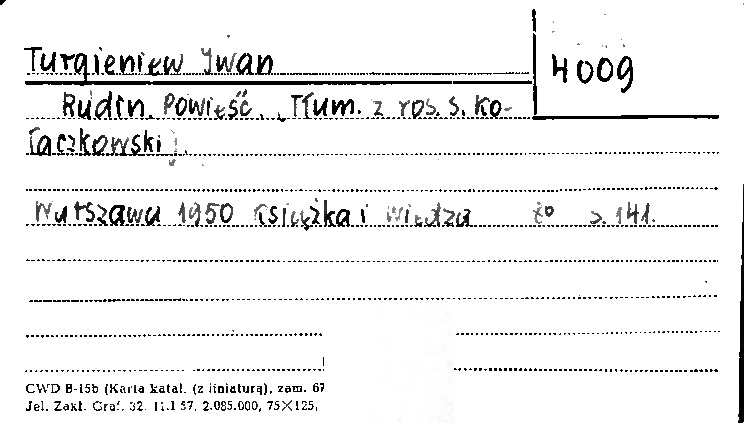 Turgieniew Iwan
4009
Rudin. Powieść. Tłum. z ros. S. Ko-
łaczkowski.
Warszawa 1950 Książka i Wiedza 8° s. 141.
CWD B-15b (Karta katal. (z liniaturą), zam. 67
Jel. Zakł. Graf. 32. 11.I 57. 2.085.000, 75×125,